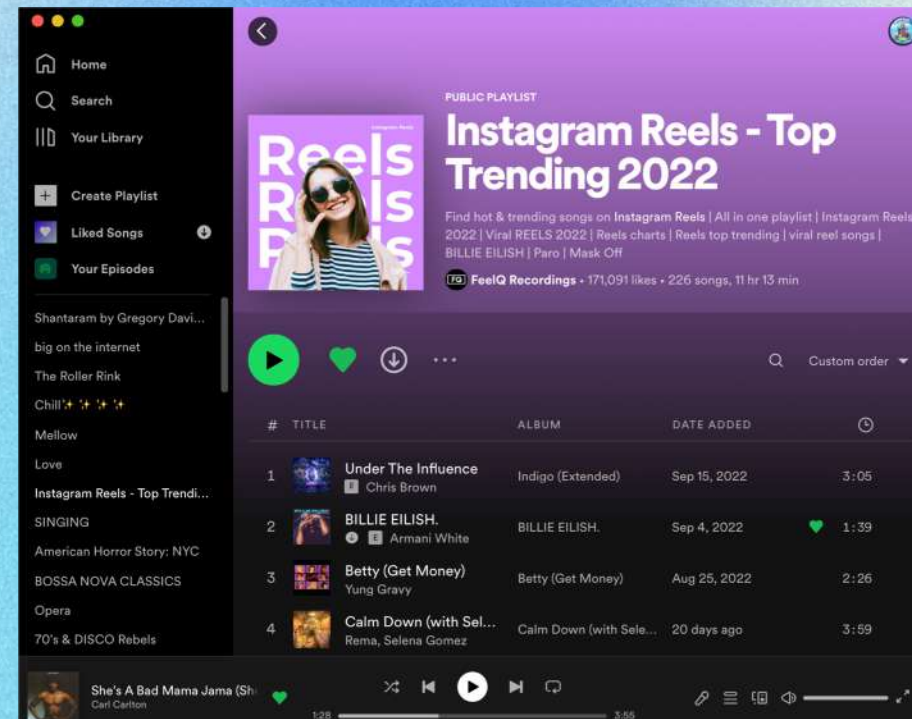 Home
Search
Your Library
Create Playlist
Liked Songs
Your Episodes
Shantaram by Gregory Davi...
big on the internet
The Roller Rink
Chill✨ ✨ ✨ ✨
Mellow
Love
Instagram Reels - Top Trendi...
SINGING
American Horror Story: NYC
BOSSA NOVA CLASSICS
Opera
70's & DISCO Rebels
Instagram Reels
Reels
Reels
Reels
PUBLIC PLAYLIST
Instagram Reels - Top
Trending 2022
Find hot & trending songs on Instagram Reels | All in one playlist | Instagram Reels
2022 | Viral REELS 2022 | Reels charts | Reels top trending | viral reel songs |
BILLIE EILISH | Paro | Mask Off
FQ FeelQ Recordings • 171,091 likes • 226 songs, 11 hr 13 min
Custom order
# TITLE ALBUM DATE ADDED
1 Under The Influence Indigo (Extended) Sep 15, 2022 3:05
E Chris Brown
2 BILLIE EILISH. BILLIE EILISH. Sep 4, 2022 1:39
E Armani White
3 Betty (Get Money) Betty (Get Money) Aug 25, 2022 2:26
Yung Gravy
4 Calm Down (with Sel... Calm Down (with Sele... 20 days ago 3:59
Rema, Selena Gomez
She's A Bad Mama Jama (Sh
Carl Carlton
1:28 3:55